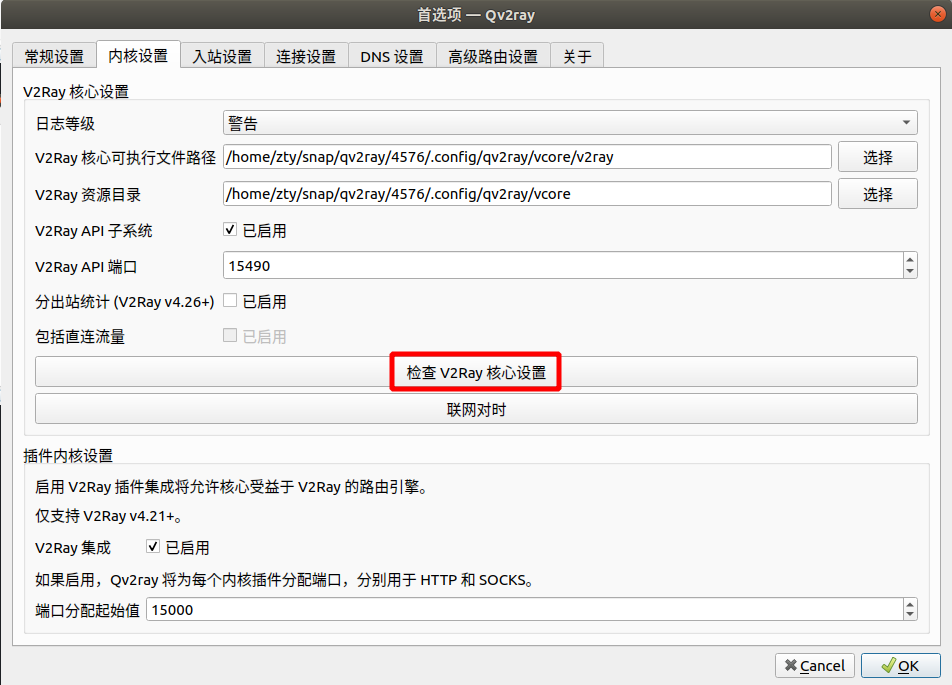 首选项 — Qv2ray
常规设置 内核设置 入站设置 连接设置 DNS 设置 高级路由设置 关于
V2Ray 核心设置
日志等级 警告
V2Ray 核心可执行文件路径 /home/zty/snap/qv2ray/4576/.config/qv2ray/vcore/v2ray 选择
V2Ray 资源目录 /home/zty/snap/qv2ray/4576/.config/qv2ray/vcore 选择
V2Ray API 子系统 已启用
V2Ray API 端口 15490
分出站统计 (V2Ray v4.26+) 已启用
包括直连流量 已启用
检查 V2Ray 核心设置
联网对时
插件内核设置
启用 V2Ray 插件集成将允许核心受益于 V2Ray 的路由引擎。
仅支持 V2Ray v4.21+。
V2Ray 集成 已启用
如果启用，Qv2ray 将为每个内核插件分配端口，分别用于 HTTP 和 SOCKS。
端口分配起始值 15000
Cancel OK